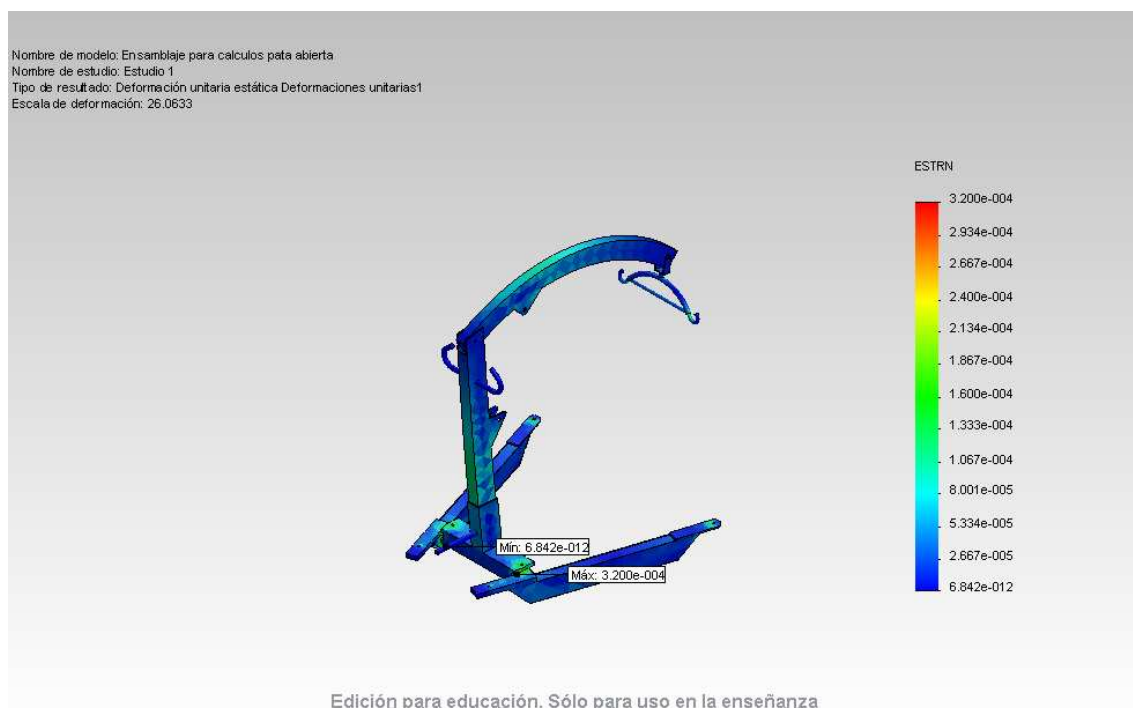 Nombre de modelo: Ensamblaje para calculos pata abierta
Nombre de estudio: Estudio 1
Tipo de resultado: Deformación unitaria estática Deformaciones unitarias1
Escala de deformación: 26.0633
ESTRN
3.200e-004
2.934e-004
2.667e-004
2.400e-004
2.134e-004
1.867e-004
1.600e-004
1.333e-004
1.067e-004
8.001e-005
5.334e-005
2.667e-005
6.842e-012
Mín: 6.842e-012
Máx: 3.200e-004
Edición para educación. Sólo para uso en la enseñanza